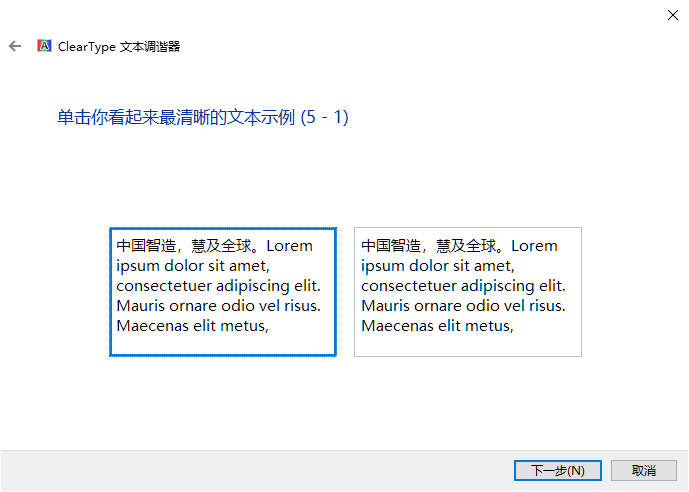 ClearType 文本调谐器
单击你看起来最清晰的文本示例 (5 - 1)
中国智造，慧及全球。Lorem
ipsum dolor sit amet,
consectetuer adipiscing elit.
Mauris ornare odio vel risus.
Maecenas elit metus,
中国智造，慧及全球。Lorem
ipsum dolor sit amet,
consectetuer adipiscing elit.
Mauris ornare odio vel risus.
Maecenas elit metus,
下一步(N)
取消